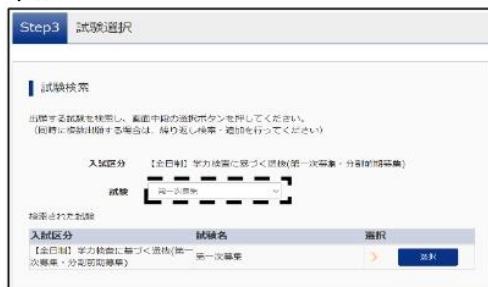 Step3 試験選択
試験検索
出願する試験を検索し、画面中段の選択ボタンを押してください。
(同時に複数出願する場合は、繰り返し検索・追加を行ってください)
入試区分 【全日制】学力検査に基づく選抜(第一次募集・分割前期募集)
試験 第一次募集
検索された試験
入試区分 試験名 選択
【全日制】学力検査に基づく選抜(第一
次募集・分割前期募集) 第一次募集 選択